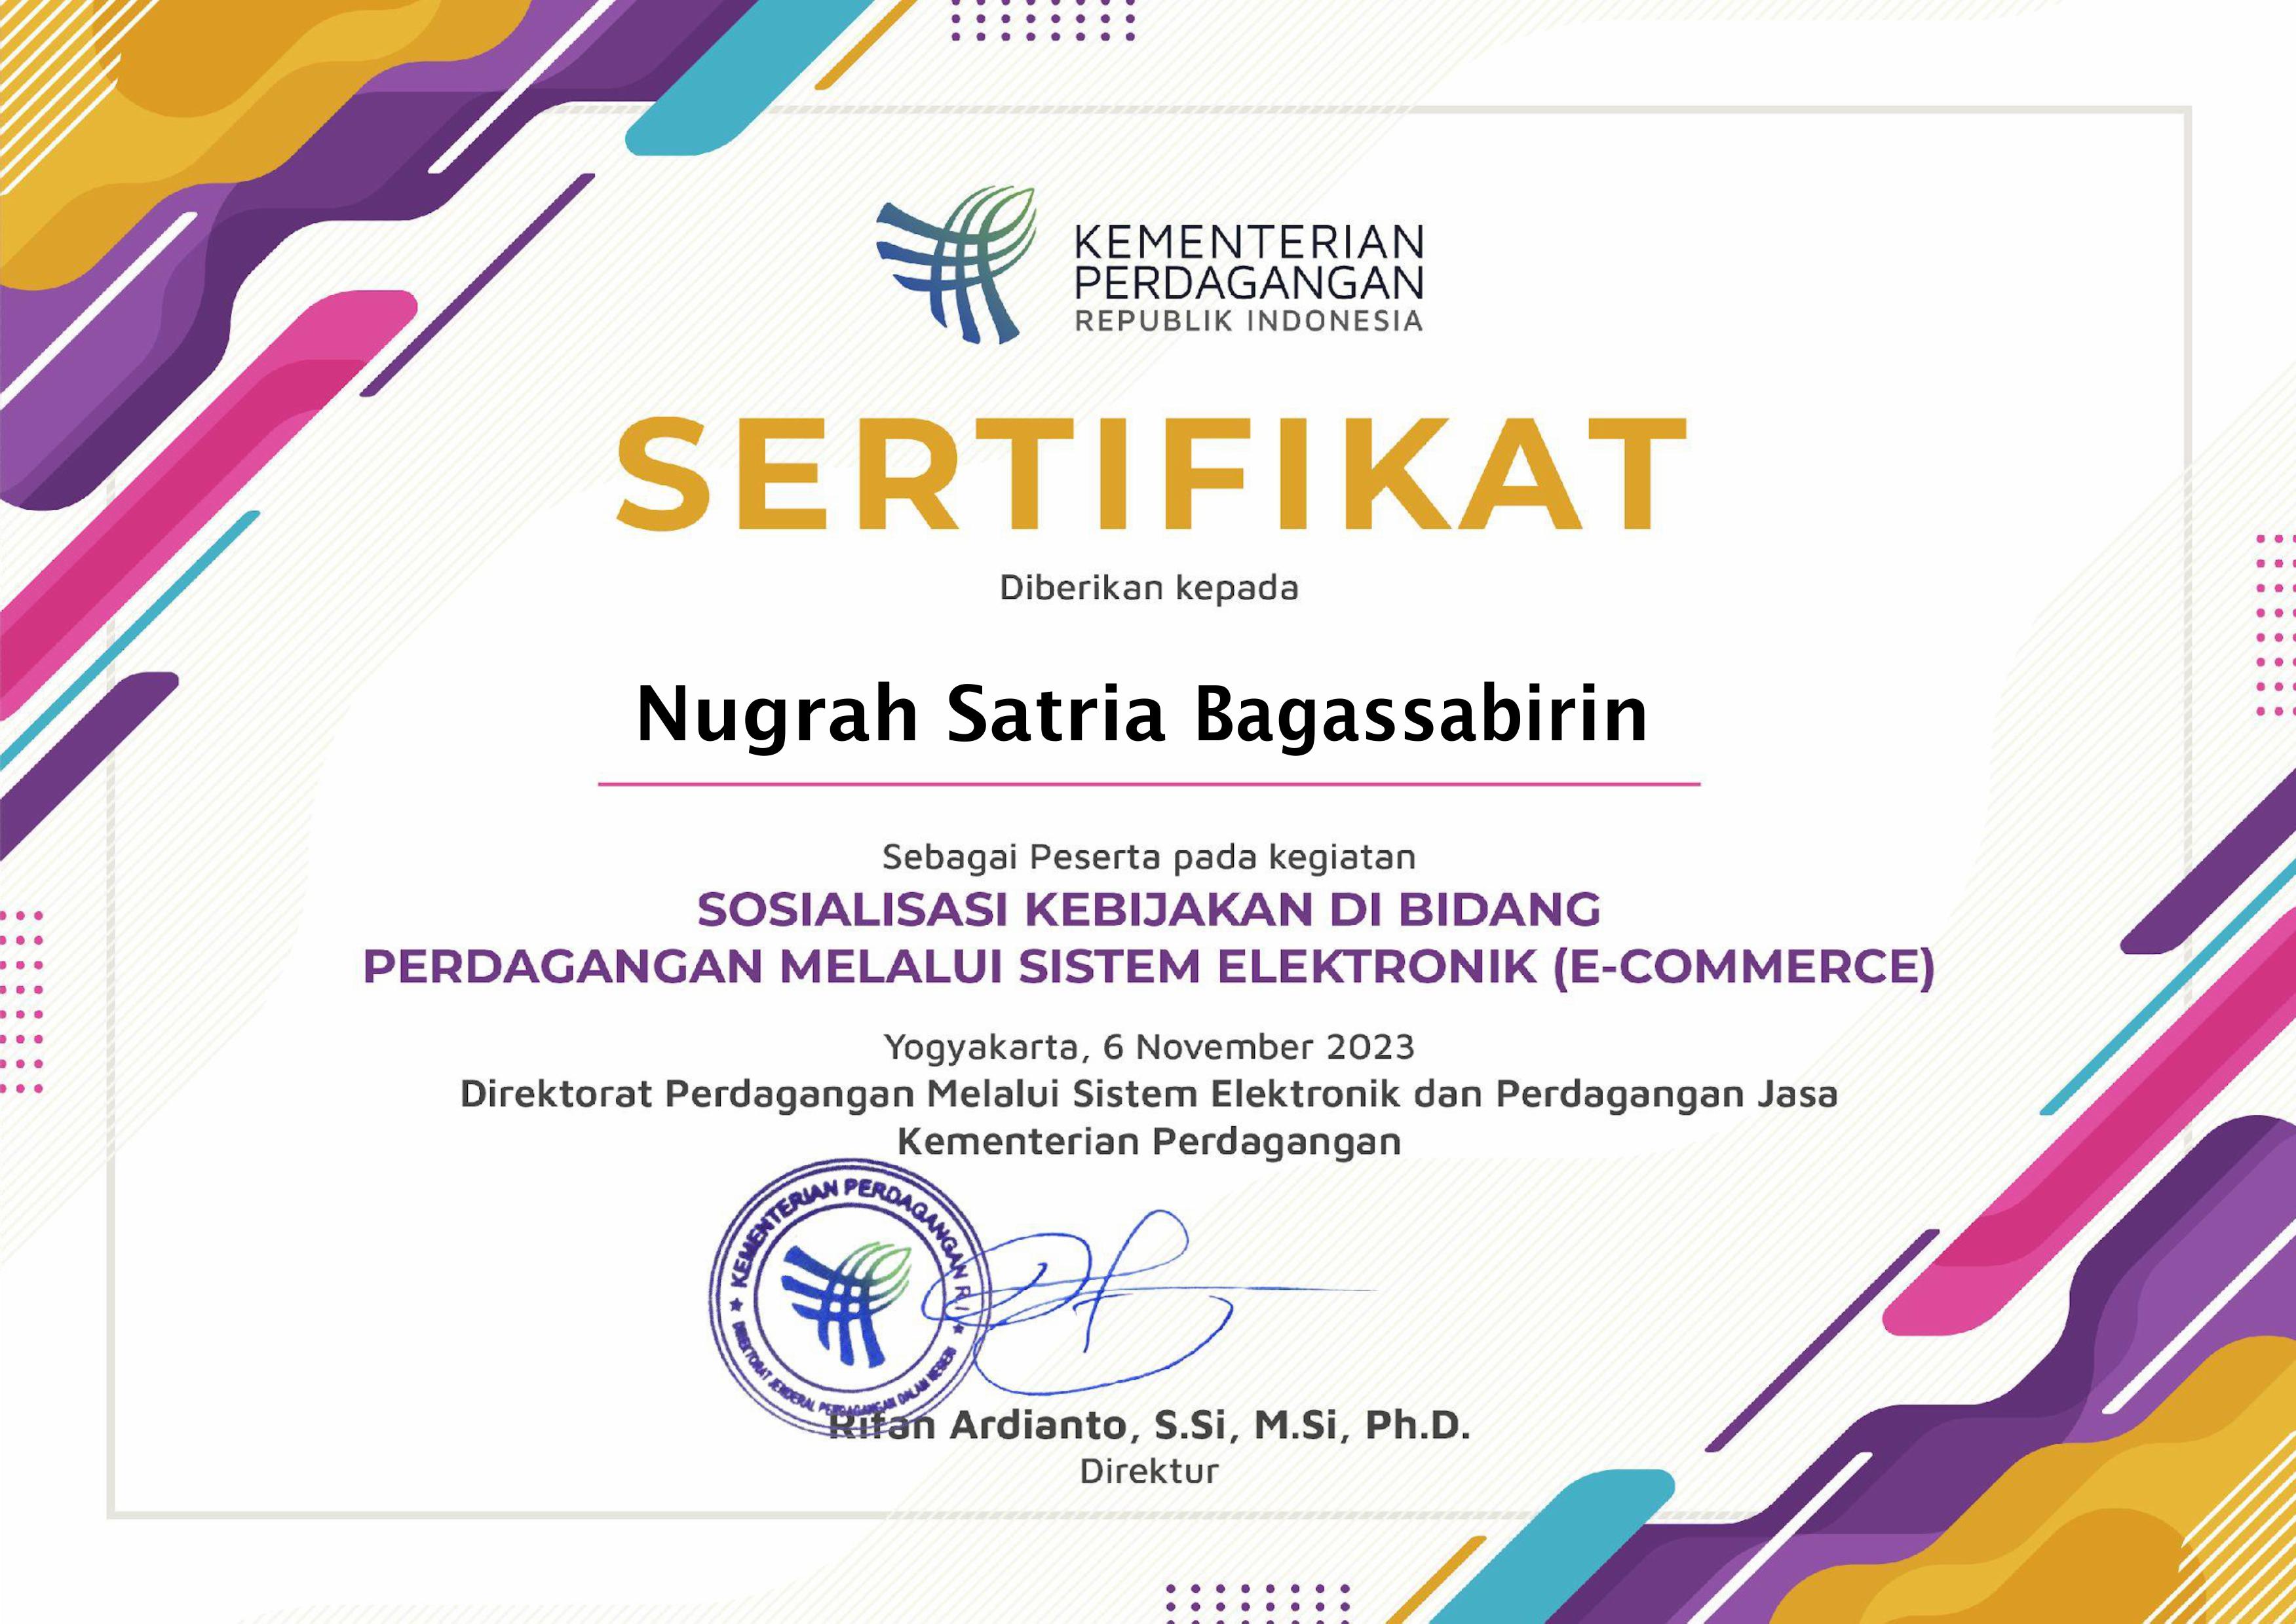 KEMENTERIAN
PERDAGANGAN
REPUBLIK INDONESIA
SERTIFIKAT
Diberikan kepada
Nugrah Satria Bagassabirin
Sebagai Peserta pada kegiatan
SOSIALISASI KEBIJAKAN DI BIDANG
PERDAGANGAN MELALUI SISTEM ELEKTRONIK (E-COMMERCE)
Yogyakarta, 6 November 2023
Direktorat Perdagangan Melalui Sistem Elektronik dan Perdagangan Jasa
Kementerian Perdagangan
KEMENTERIAN PERDAGANGAN R I
DIREKTORAT JENDERAL PERDAGANGAN DALAM NEGERI
Rifan Ardianto, S.Si, M.Si, Ph.D.
Direktur